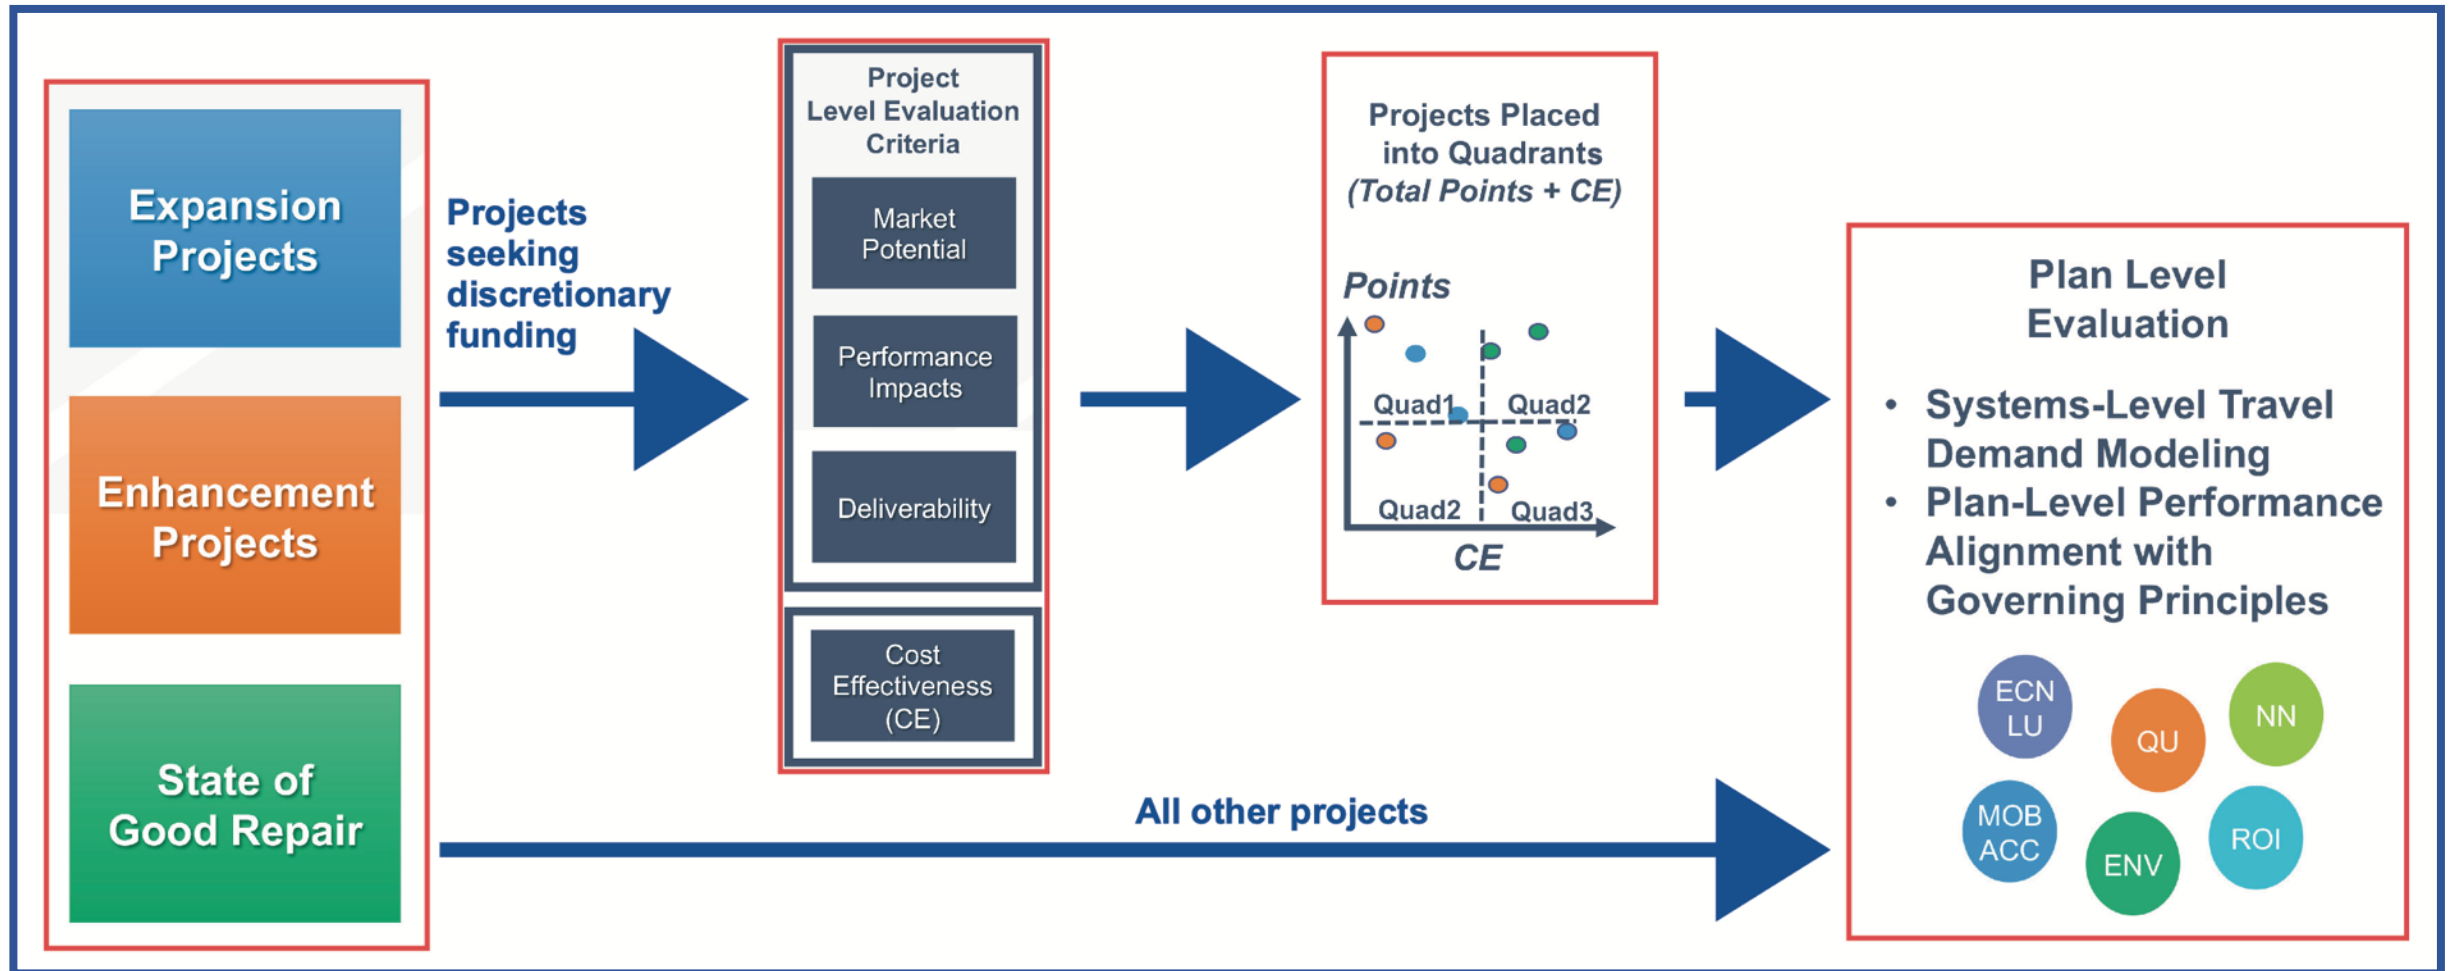 Expansion
Projects
Enhancement
Projects
State of
Good Repair
Projects
seeking
discretionary
funding
Project
Level Evaluation
Criteria
Market
Potential
Performance
Impacts
Deliverability
Cost
Effectiveness
(CE)
Projects Placed
into Quadrants
(Total Points + CE)
Points
Quad1
Quad2
Quad2
Quad3
CE
All other projects
Plan Level
Evaluation
• Systems-Level Travel
Demand Modeling
• Plan-Level Performance
Alignment with
Governing Principles
ECN
LU
QU
NN
MOB
ACC
ENV
ROI